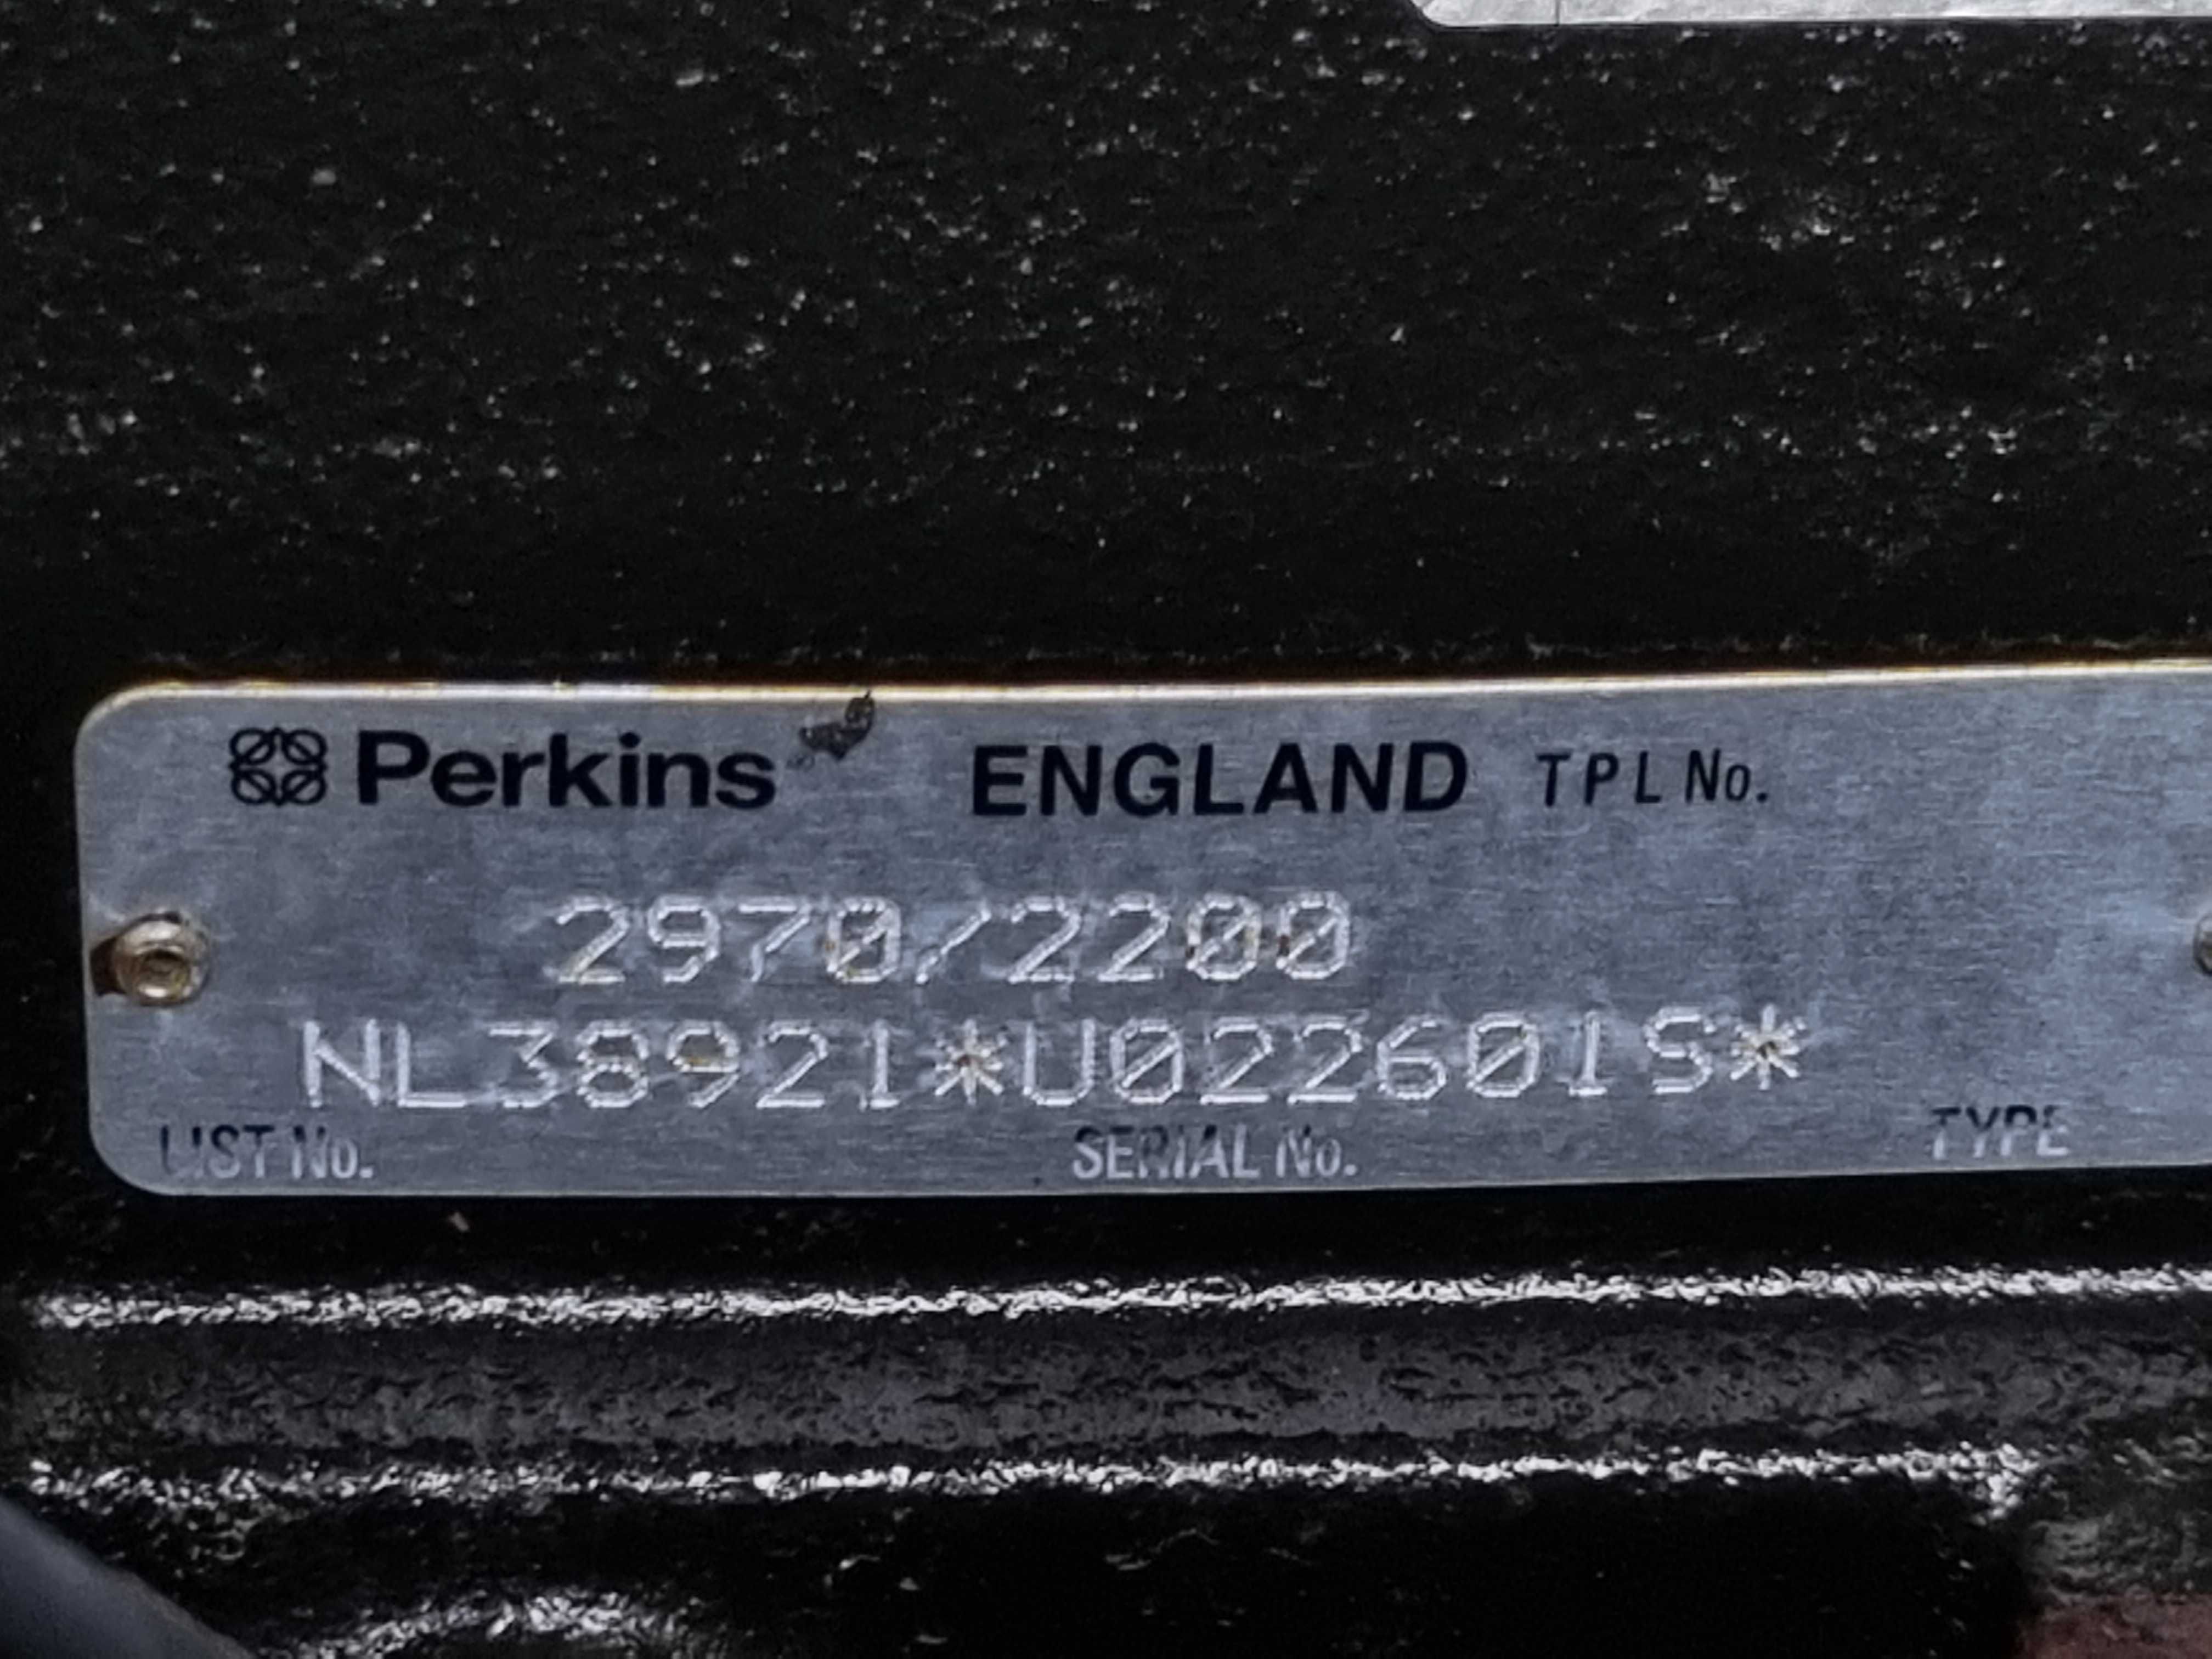 Perkins ENGLAND TPL No.
2970/2200
NL38921*U022601S*
LIST No. SERIAL No. TYPE